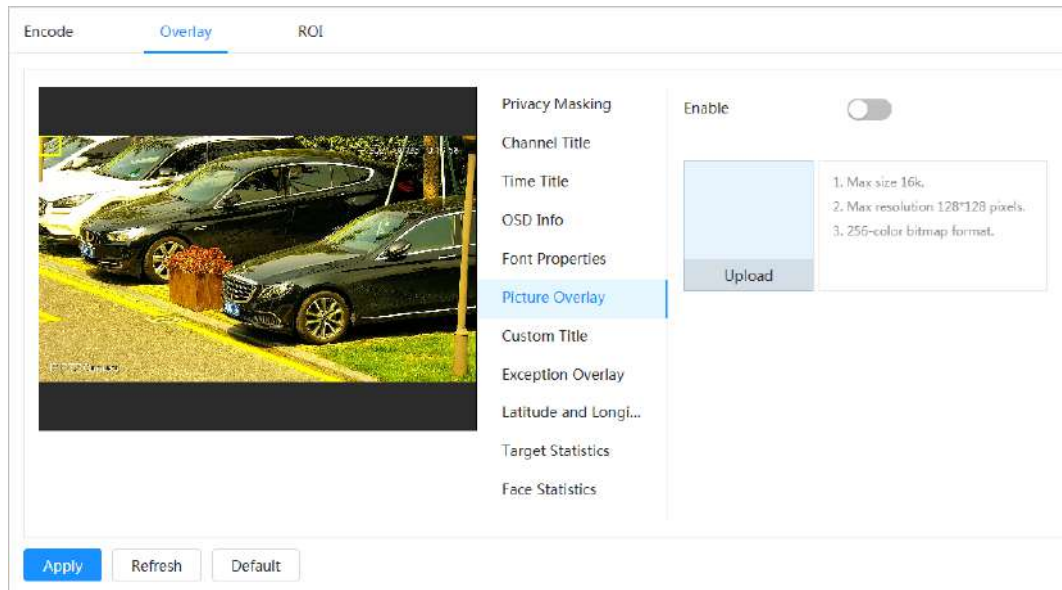 Encode
Overlay
ROI
Privacy Masking
Channel Title
Time Title
OSD Info
Font Properties
Picture Overlay
Custom Title
Exception Overlay
Latitude and Longi...
Target Statistics
Face Statistics
Enable
Upload
1. Max size 16k.
2. Max resolution 128*128 pixels.
3. 256-color bitmap format.
Apply
Refresh
Default